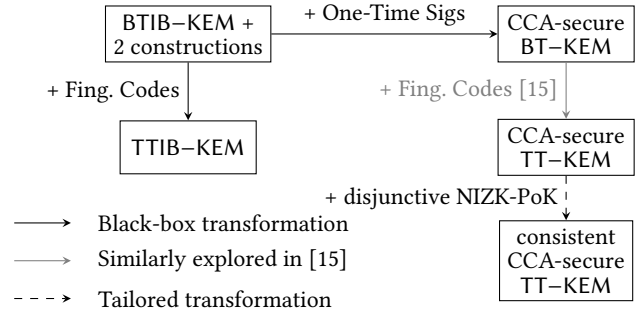 BTIB−KEM +
2 constructions
+ One-Time Sigs
CCA-secure
BT−KEM
+ Fing. Codes
+ Fing. Codes [15]
TTIB−KEM
CCA-secure
TT−KEM
+ disjunctive NIZK-PoK
consistent
CCA-secure
TT−KEM
Black-box transformation
Similarly explored in [15]
Tailored transformation